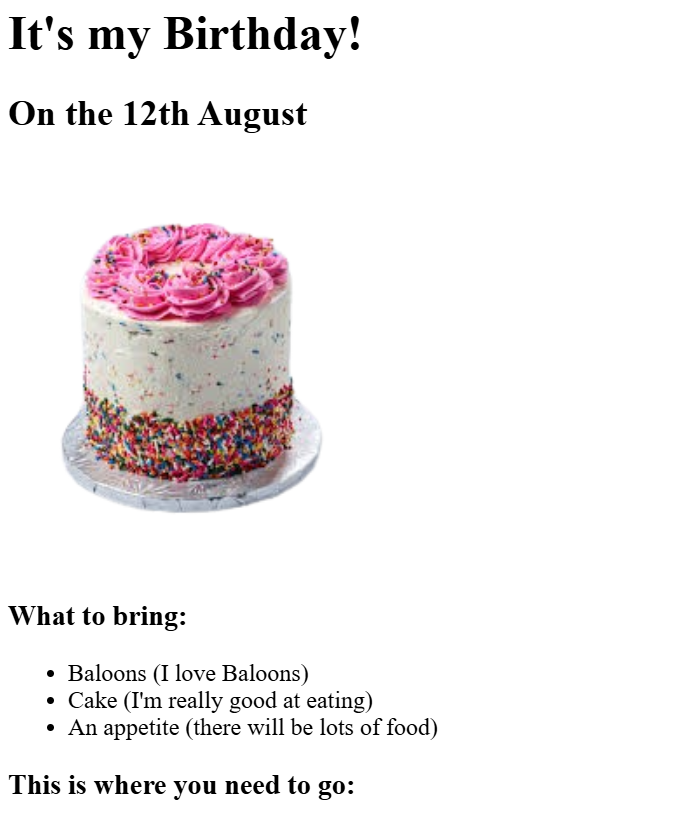 It's my Birthday!
On the 12th August
What to bring:
Baloons (I love Baloons)
Cake (I'm really good at eating)
An appetite (there will be lots of food)
This is where you need to go: